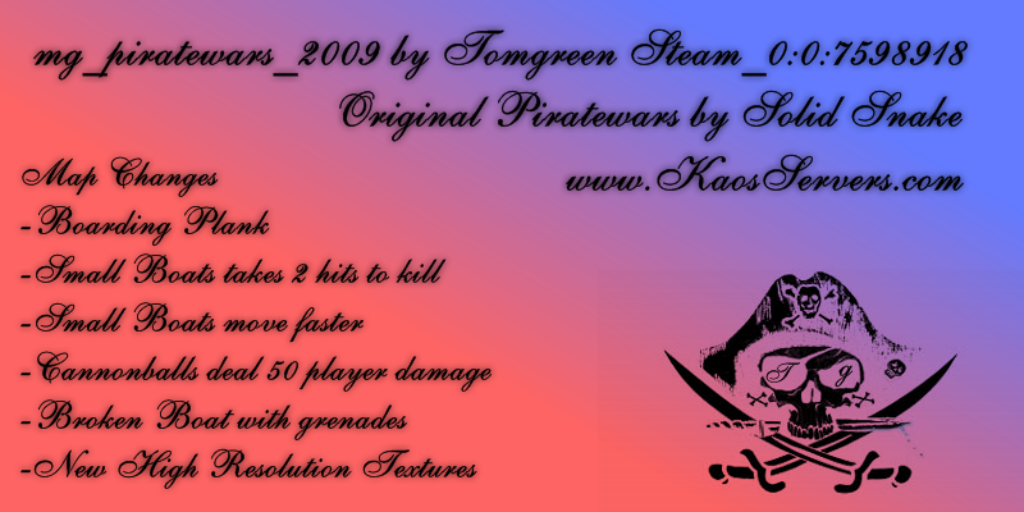 mg_piratewars_2009 by Tomgreen Steam_0:0:7598918
Original Piratewars by Solid Snake
www.KaosServers.com
Map Changes
-Boarding Plank
-Small Boats takes 2 hits to kill
-Small Boats move faster
-Cannonballs deal 50 player damage
-Broken Boat with grenades
-New High Resolution Textures
T g